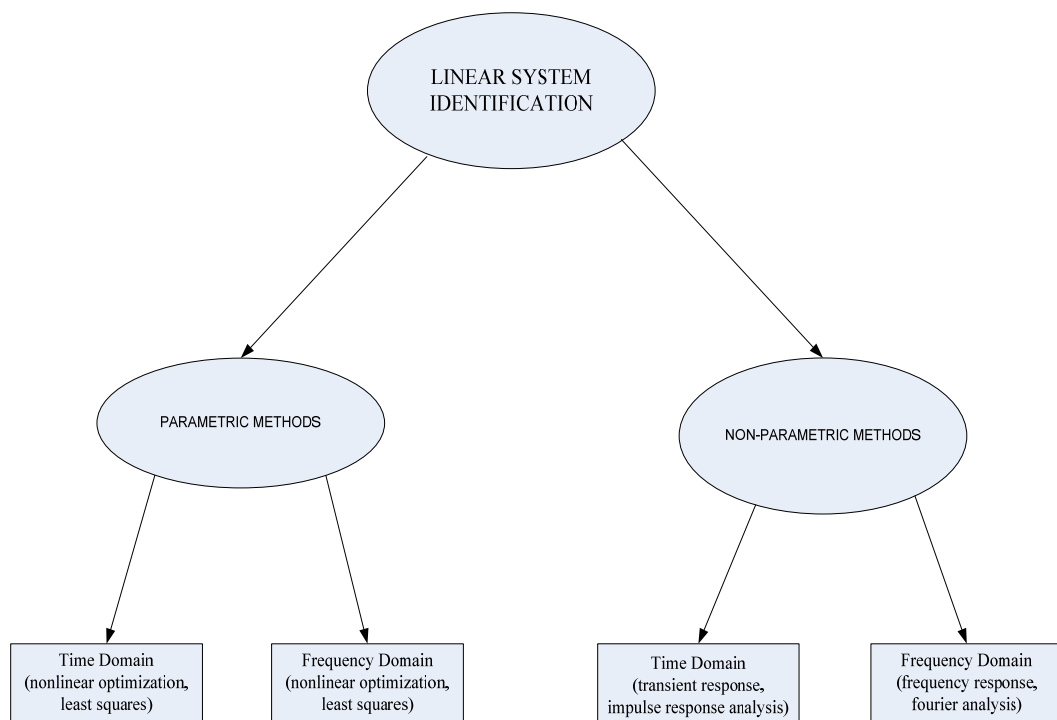 LINEAR SYSTEM
IDENTIFICATION
PARAMETRIC METHODS
NON-PARAMETRIC METHODS
Time Domain
(nonlinear optimization,
least squares)
Frequency Domain
(nonlinear optimization,
least squares)
Time Domain
(transient response,
impulse response analysis)
Frequency Domain
(frequency response,
fourier analysis)